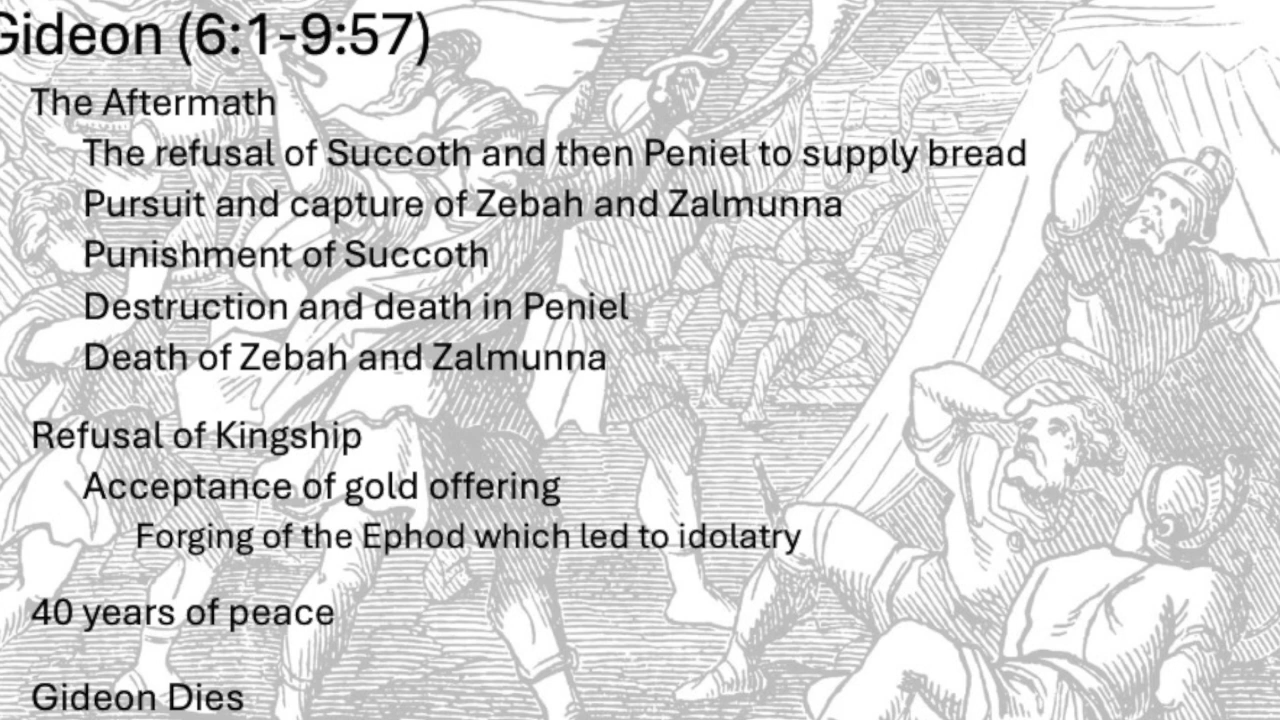 Gideon (6:1-9:57)
The Aftermath
The refusal of Succoth and then Peniel to supply bread
Pursuit and capture of Zebah and Zalmunna
Punishment of Succoth
Destruction and death in Peniel
Death of Zebah and Zalmunna
Refusal of Kingship
Acceptance of gold offering
Forging of the Ephod which led to idolatry
40 years of peace
Gideon Dies